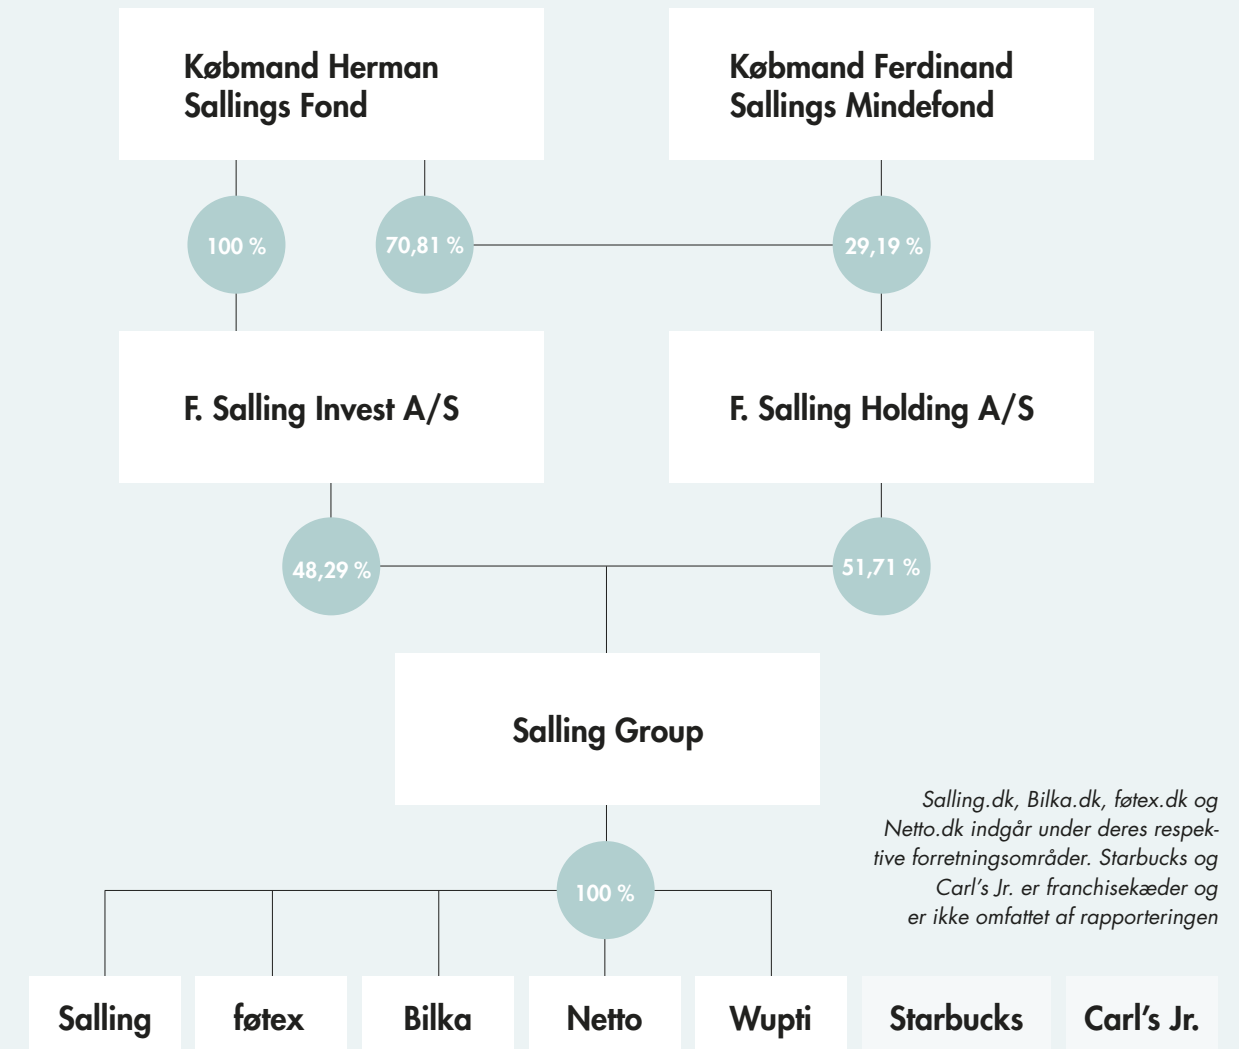 Købmand Herman
Sallings Fond
Købmand Ferdinand
Sallings Mindefond
100 %
70,81 %
29,19 %
F. Salling Invest A/S
F. Salling Holding A/S
48,29 %
51,71 %
Salling Group
Salling.dk, Bilka.dk, føtex.dk og
Netto.dk indgår under deres respek-
tive forretningsområder. Starbucks og
Carl’s Jr. er franchisekæder og
er ikke omfattet af rapporteringen
100 %
Salling
føtex
Bilka
Netto
Wupti
Starbucks
Carl’s Jr.